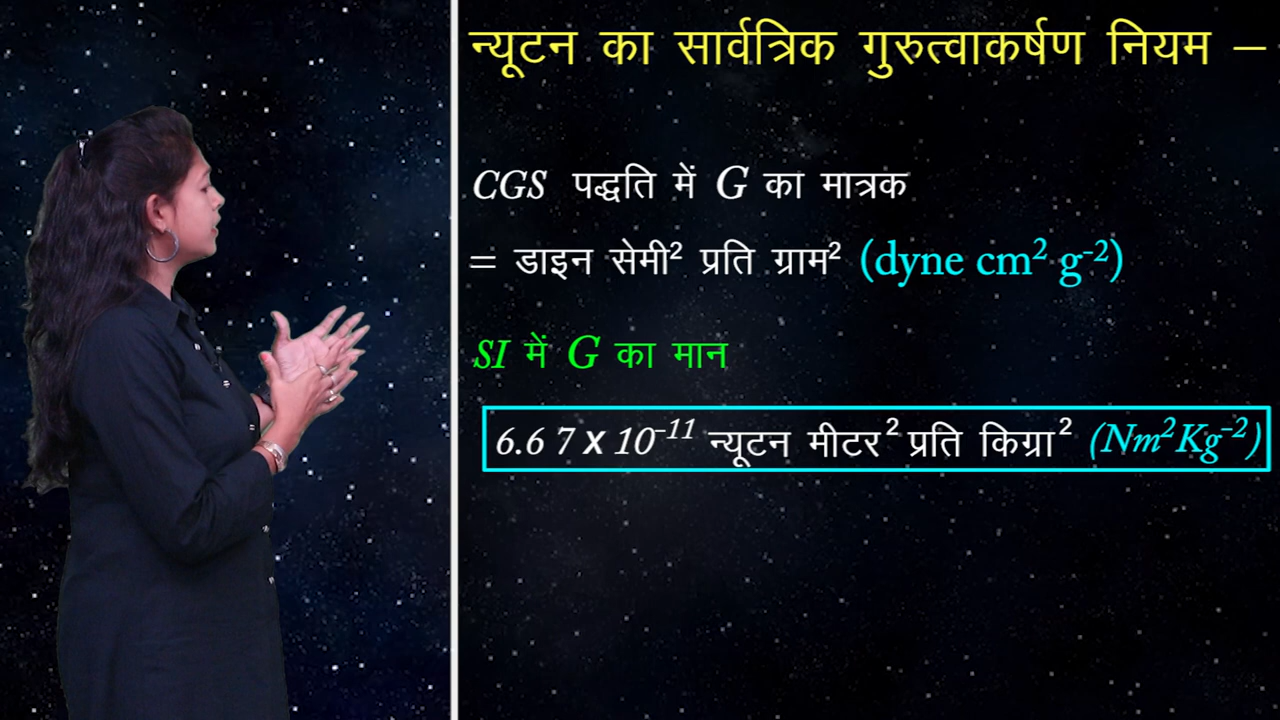 न्यूटन का सार्वत्रिक गुरुत्वाकर्षण नियम –
CGS पद्धति में G का मात्रक
= डाइन सेमी² प्रति ग्राम² (dyne cm² g⁻²)
SI में G का मान
6.6 7 x 10⁻¹¹ न्यूटन मीटर² प्रति किग्रा² (Nm²Kg⁻²)